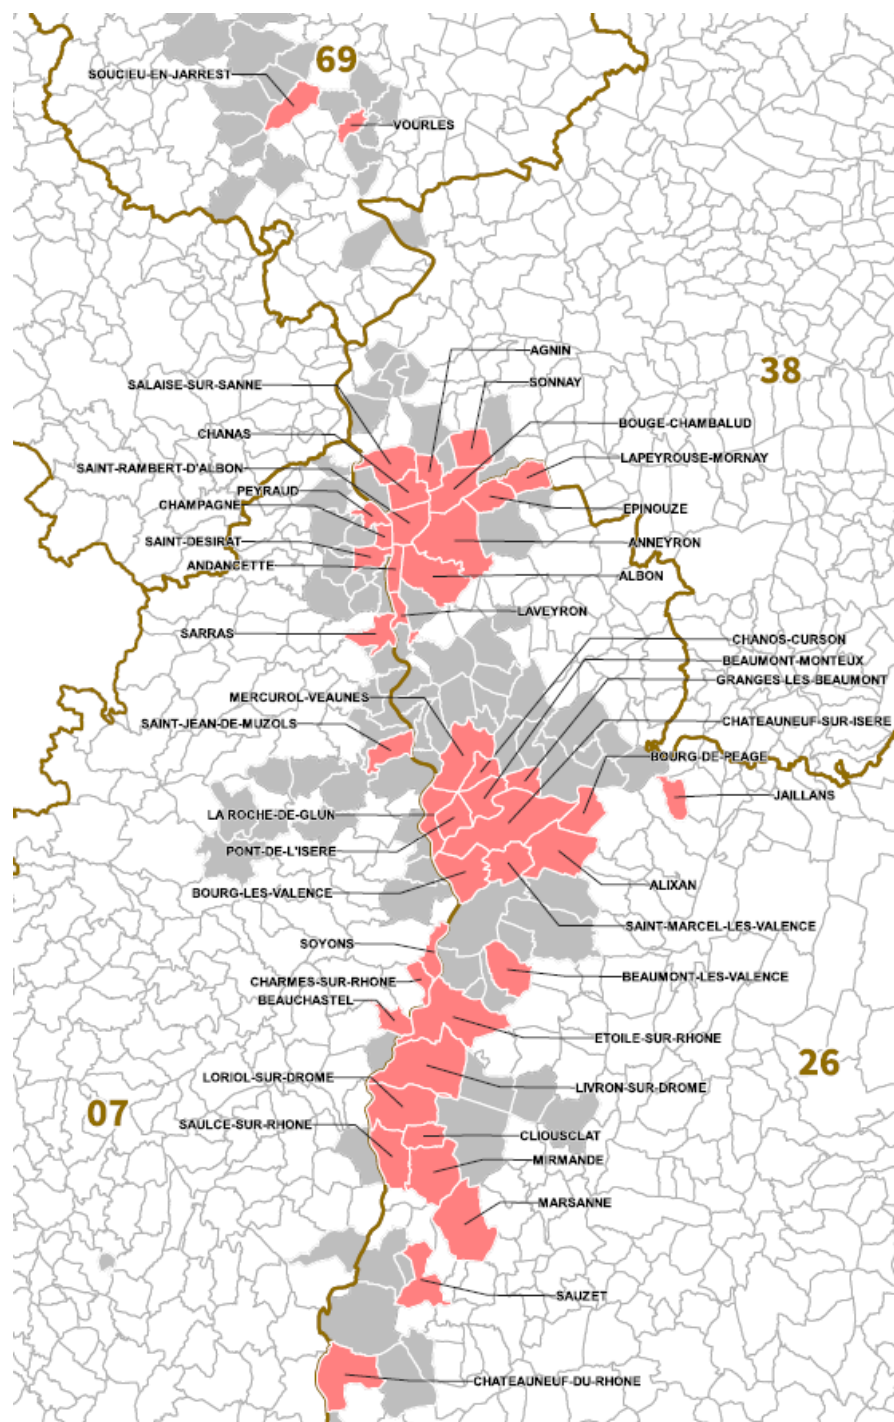 69
SOUCIEU-EN-JARREST
VOURLES
AGNIN
38
SALAISE-SUR-SANNE
SONNAY
BOUGE-CHAMBALUD
CHANAS
LAPEYROUSE-MORNAY
SAINT-RAMBERT-D'ALBON
PEYRAUD
CHAMPAGNE
EPINOUZE
SAINT-DESIRAT
ANNEYRON
ANDANCETTE
ALBON
LAVEYRON
SARRAS
CHANOS-CURSON
BEAUMONT-MONTEUX
GRANGES-LES-BEAUMONT
MERCUROL-VEAUNES
SAINT-JEAN-DE-MUZOLS
CHATEAUNEUF-SUR-ISERE
BOURG-DE-PEAGE
JAILLANS
LA ROCHE-DE-GLUN
PONT-DE-L'ISERE
ALIXAN
BOURG-LES-VALENCE
SAINT-MARCEL-LES-VALENCE
SOYONS
BEAUMONT-LES-VALENCE
CHARMES-SUR-RHONE
BEAUCHASTEL
ETOILE-SUR-RHONE
26
LORIOL-SUR-DROME
LIVRON-SUR-DROME
07
SAULCE-SUR-RHONE
CLIOUSCLAT
MIRMANDE
MARSANNE
SAUZET
CHATEAUNEUF-DU-RHONE